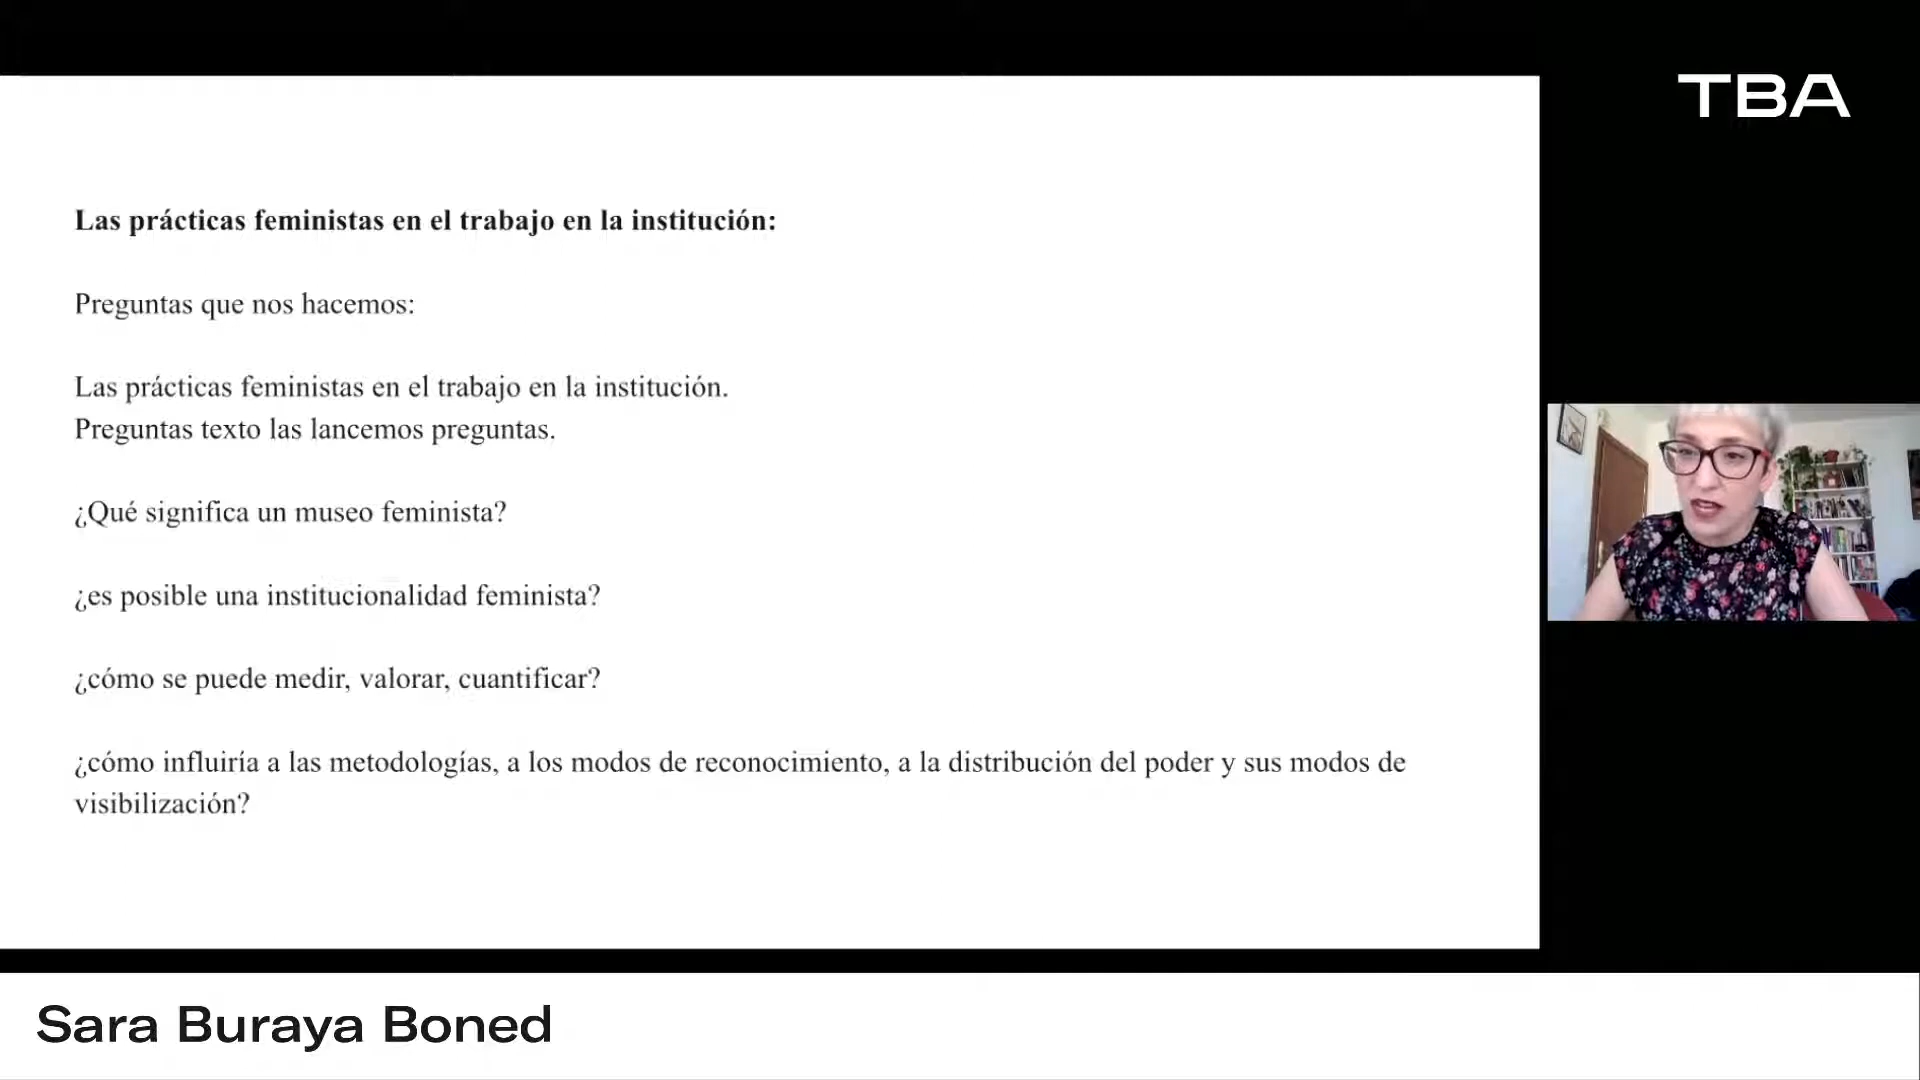 TBA
Las prácticas feministas en el trabajo en la institución:
Preguntas que nos hacemos:
Las prácticas feministas en el trabajo en la institución.
Preguntas texto las lancemos preguntas.
¿Qué significa un museo feminista?
¿es posible una institucionalidad feminista?
¿cómo se puede medir, valorar, cuantificar?
¿cómo influiría a las metodologías, a los modos de reconocimiento, a la distribución del poder y sus modos de
visibilización?
Sara Buraya Boned